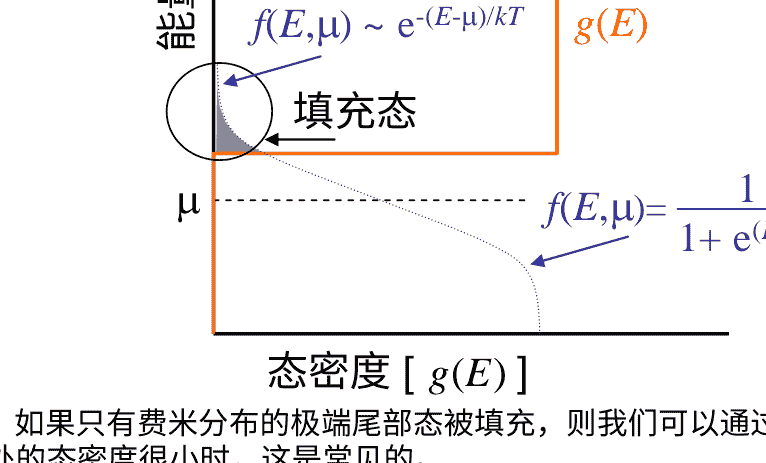 能量
f(E,μ) ~ e-(E-μ)/kT
g(E)
填充态
μ
f(E,μ)= 1
1+ e(
态密度 [ g(E) ]
如果只有费米分布的极端尾部态被填充，则我们可以通过
处的态密度很小时，这是常见的。